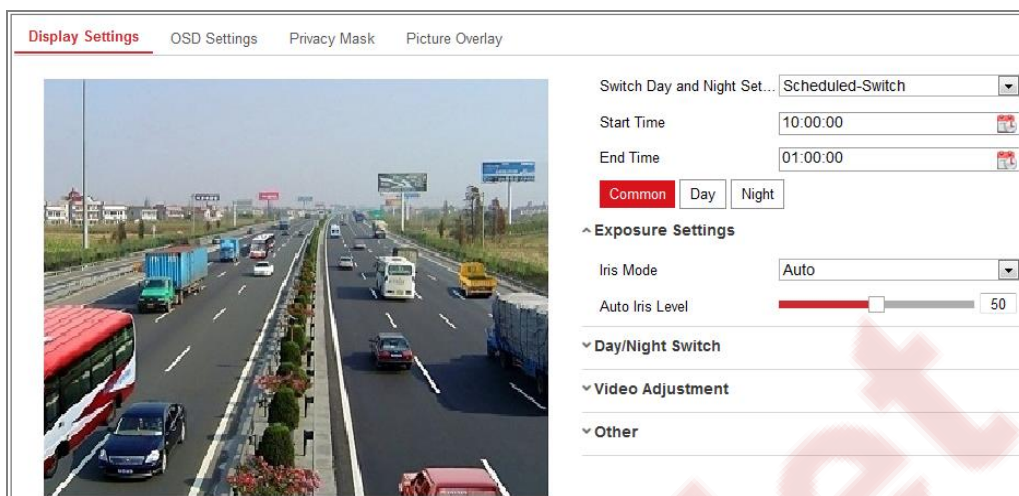 Display Settings OSD Settings Privacy Mask Picture Overlay
Switch Day and Night Set... Scheduled-Switch
Start Time 10:00:00
End Time 01:00:00
Common Day Night
Exposure Settings
Iris Mode Auto
Auto Iris Level 50
Day/Night Switch
Video Adjustment
Other